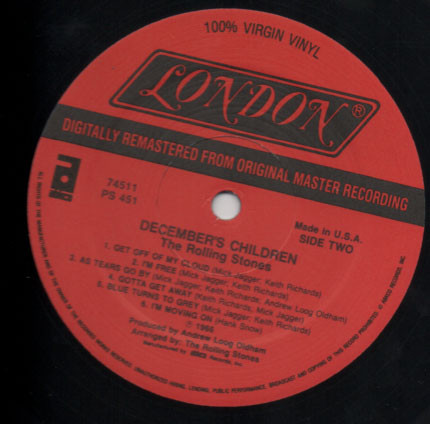 100% VIRGIN VINYL
LONDON®
DIGITALLY REMASTERED FROM ORIGINAL MASTER RECORDING
74511
PS 451
Made in U.S.A.
SIDE TWO
DECEMBER'S CHILDREN
The Rolling Stones
1. GET OFF OF MY CLOUD (Mick Jagger; Keith Richards)
2. I'M FREE (Mick Jagger; Keith Richards)
3. AS TEARS GO BY (Mick Jagger; Keith Richards; Andrew Loog Oldham)
4. GOTTA GET AWAY (Keith Richards; Mick Jagger)
5. BLUE TURNS TO GREY (Mick Jagger; Keith Richards)
6. I'M MOVING ON (Hank Snow)
Produced by Andrew Loog Oldham
Arranged by: The Rolling Stones
Records, Inc.